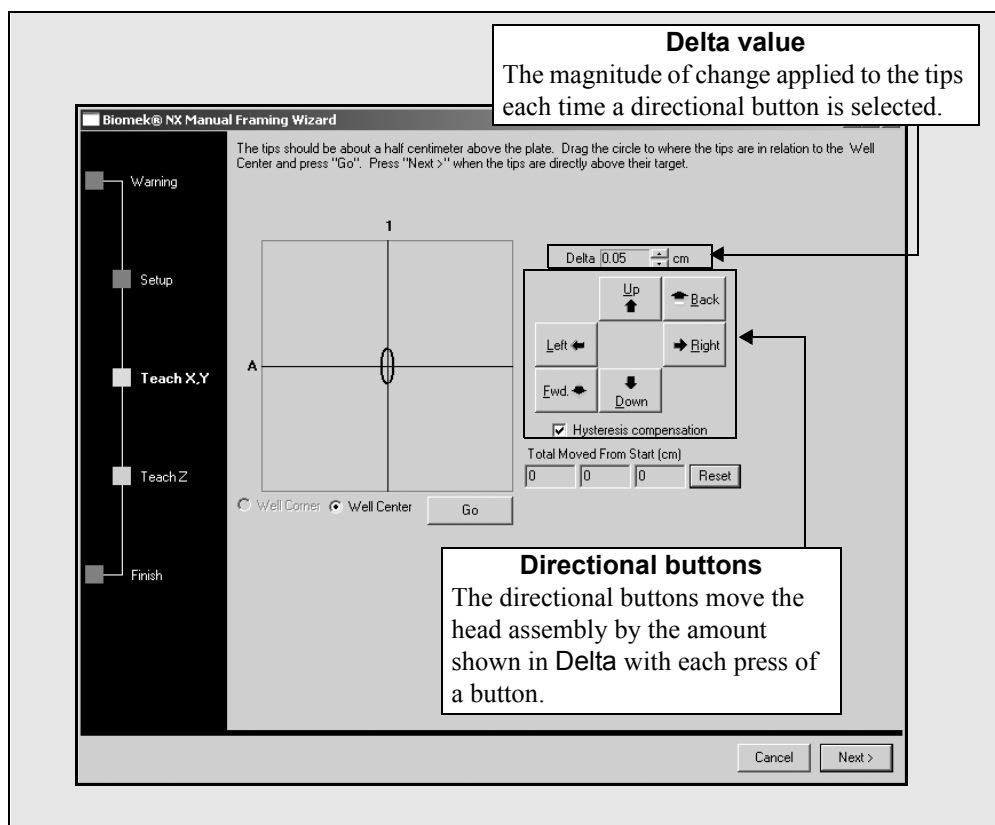 Delta value
The magnitude of change applied to the tips
each time a directional button is selected.
Biomek® NX Manual Framing Wizard
The tips should be about a half centimeter above the plate. Drag the circle to where the tips are in relation to the Well
Center and press "Go". Press "Next >" when the tips are directly above their target.
Warning
Setup
Teach X,Y
Teach Z
Finish
1
A
Delta 0.05 cm
Up
Back
Left
Right
Fwd.
Down
Hysteresis compensation
Total Moved From Start (cm)
0 0 0 Reset
Well Corner Well Center Go
Directional buttons
The directional buttons move the
head assembly by the amount
shown in Delta with each press of
a button.
Cancel Next >